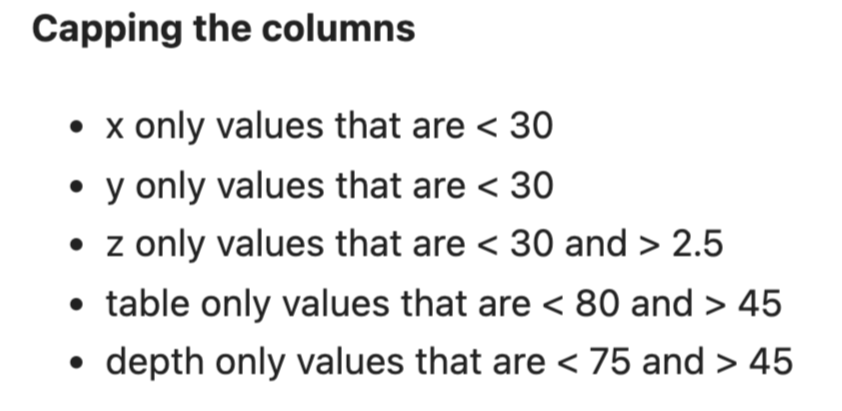 Capping the columns
• x only values that are < 30
• y only values that are < 30
• z only values that are < 30 and > 2.5
• table only values that are < 80 and > 45
• depth only values that are < 75 and > 45